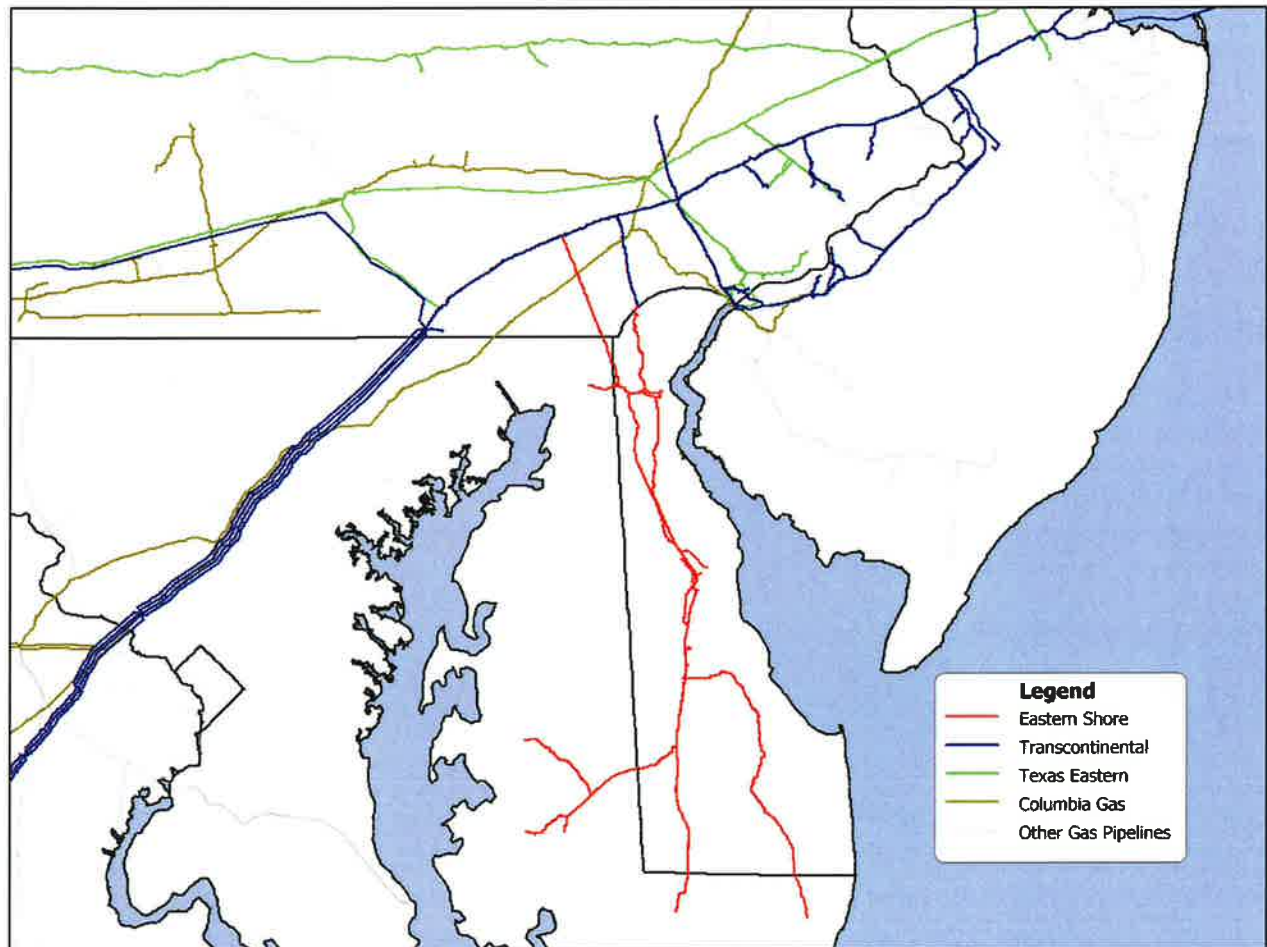 Legend
Eastern Shore
Transcontinental
Texas Eastern
Columbia Gas
Other Gas Pipelines